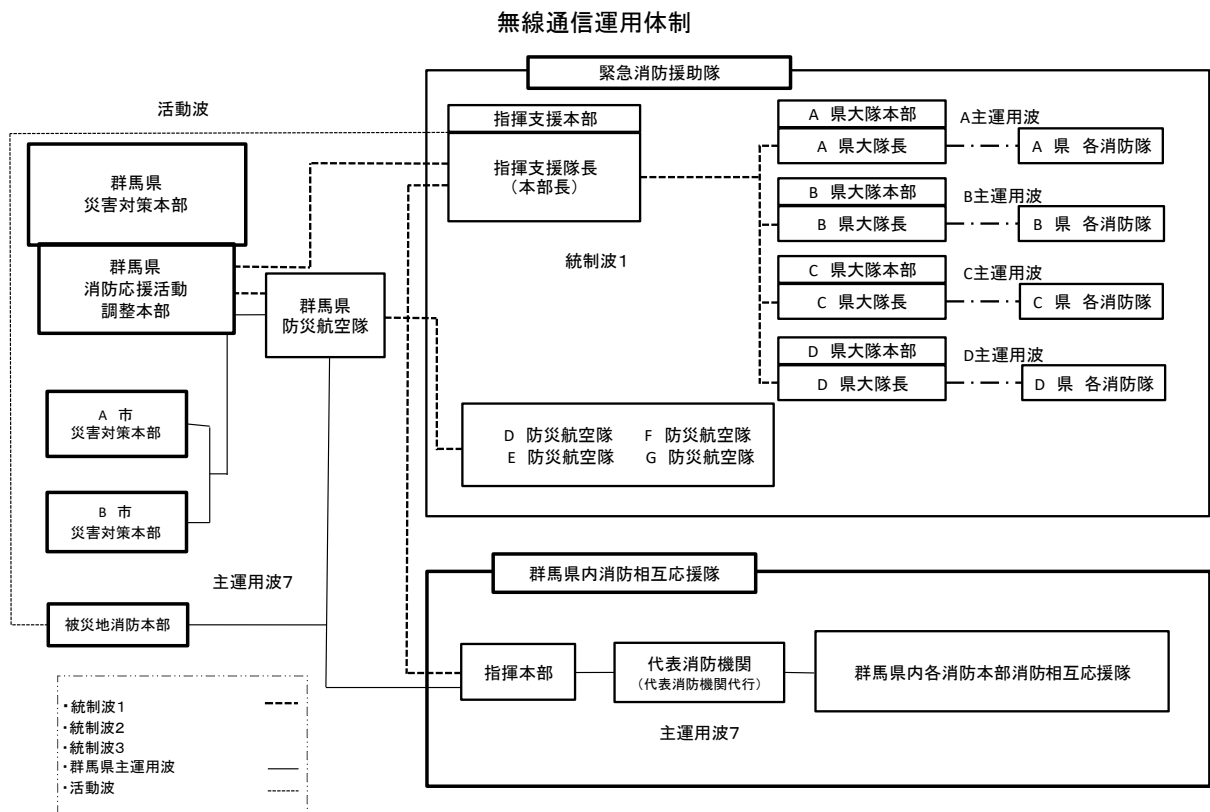 無線通信運用体制
緊急消防援助隊
活動波
指揮支援本部
指揮支援隊長
（本部長）
A 県大隊本部
A 県大隊長
A主運用波
A 県 各消防隊
B 県大隊本部
B 県大隊長
B主運用波
B 県 各消防隊
統制波1
C 県大隊本部
C 県大隊長
C主運用波
C 県 各消防隊
D 県大隊本部
D 県大隊長
D主運用波
D 県 各消防隊
群馬県
災害対策本部
群馬県
消防応援活動
調整本部
群馬県
防災航空隊
D 防災航空隊 F 防災航空隊
E 防災航空隊 G 防災航空隊
A 市
災害対策本部
B 市
災害対策本部
主運用波7
被災地消防本部
群馬県内消防相互応援隊
指揮本部
代表消防機関
（代表消防機関代行）
群馬県内各消防本部消防相互応援隊
主運用波7
・統制波1
・統制波2
・統制波3
・群馬県主運用波
・活動波